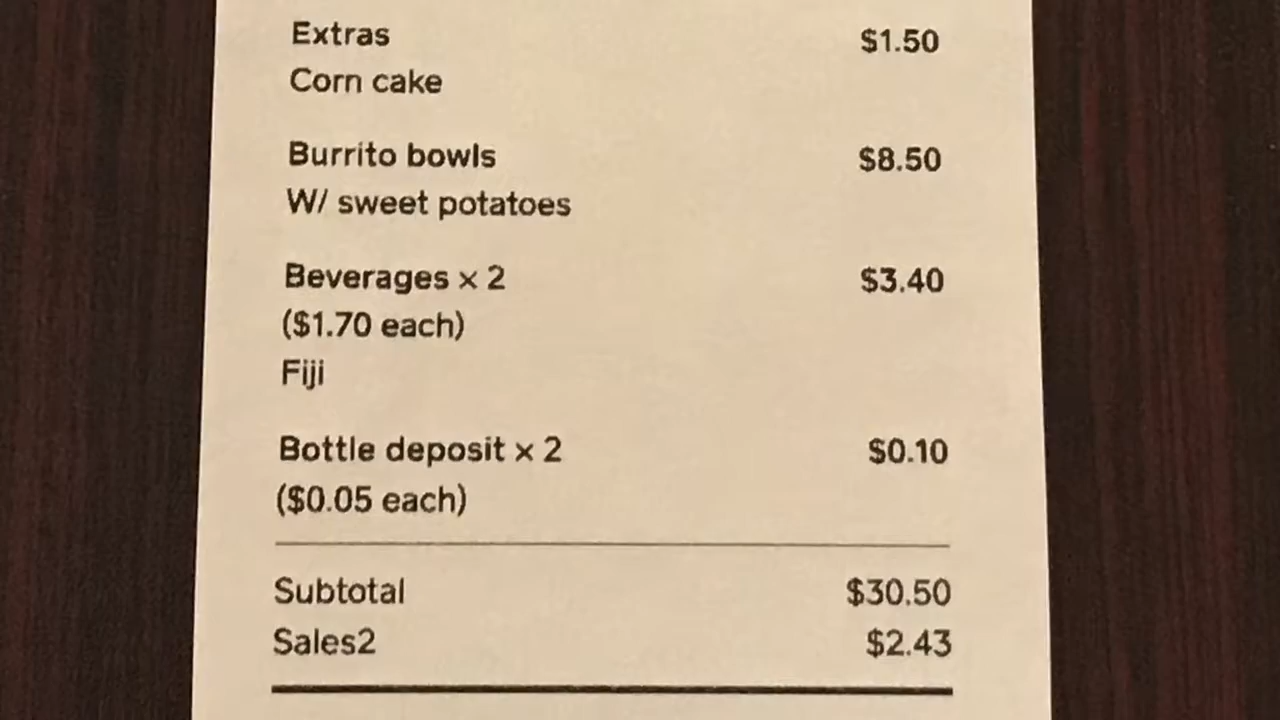 Extras $1.50
Corn cake
Burrito bowls $8.50
W/ sweet potatoes
Beverages × 2 $3.40
($1.70 each)
Fiji
Bottle deposit × 2 $0.10
($0.05 each)
Subtotal $30.50
Sales2 $2.43